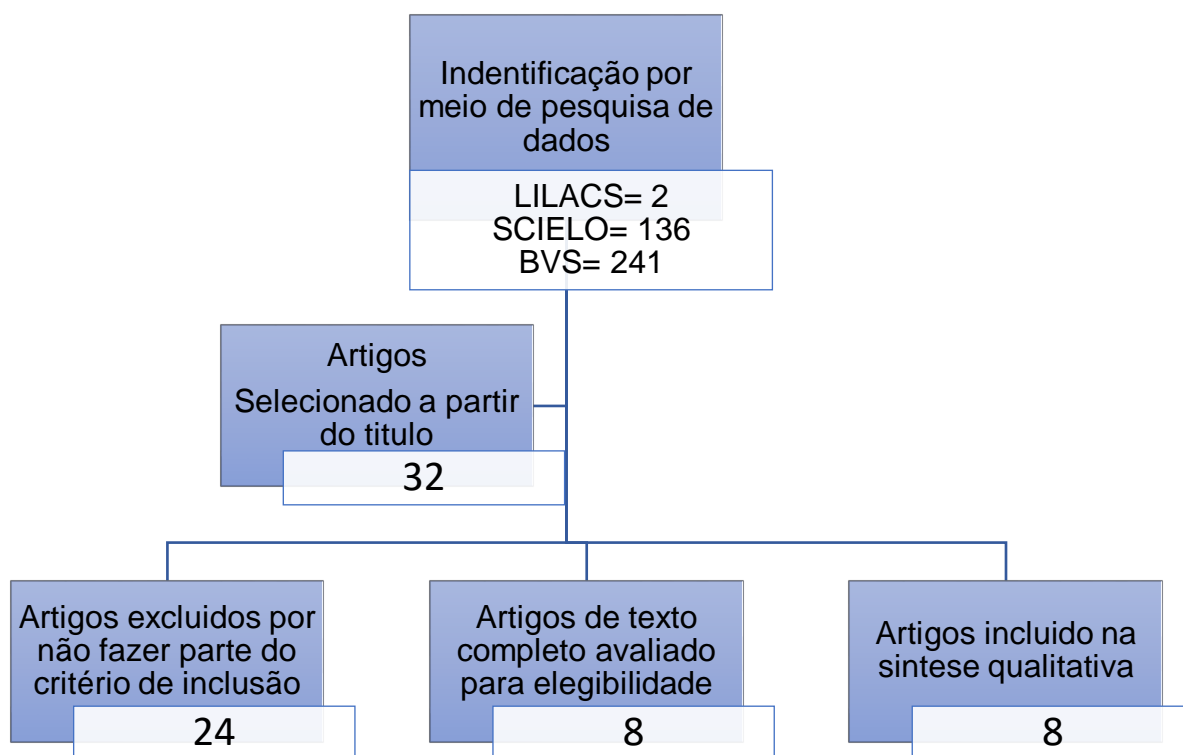 Indentificação por
meio de pesquisa de
dados
LILACS= 2
SCIELO= 136
BVS= 241
Artigos
Selecionado a partir
do titulo
32
Artigos excluidos por
não fazer parte do
critério de inclusão
24
Artigos de texto
completo avaliado
para elegibilidade
8
Artigos incluido na
sintese qualitativa
8